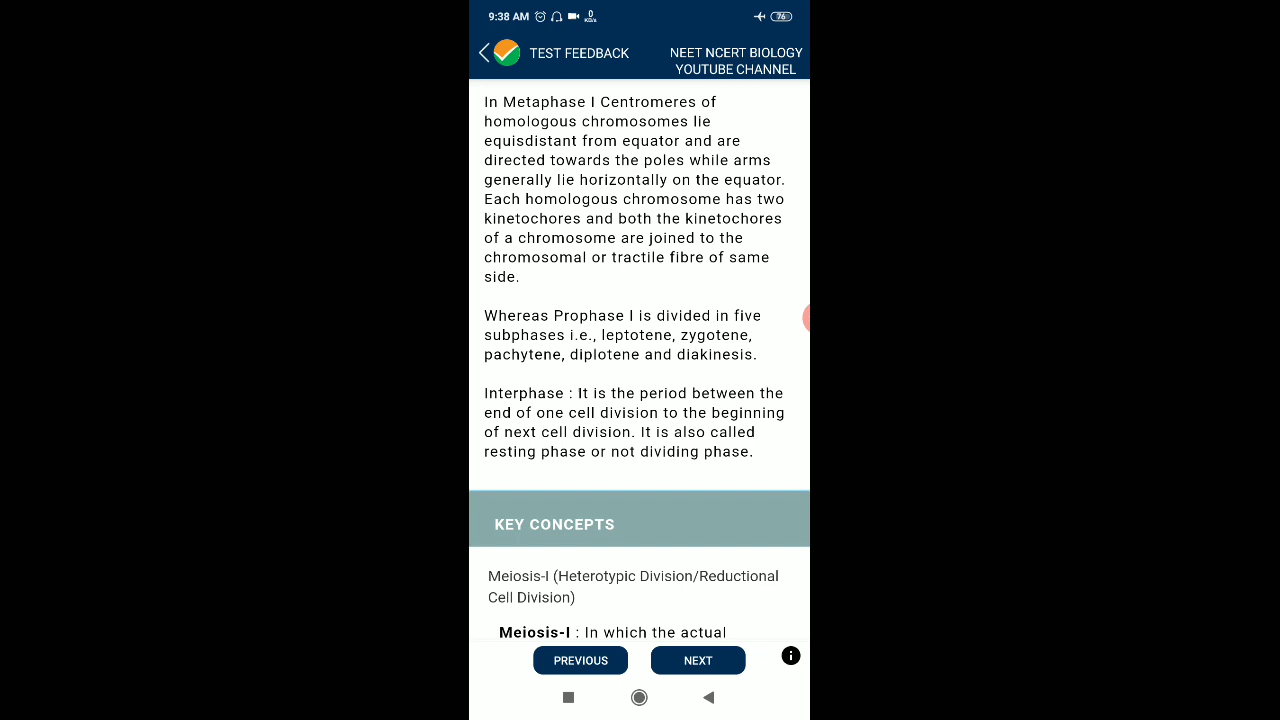 9:38 AM 0 KB/s 76
TEST FEEDBACK
NEET NCERT BIOLOGY
YOUTUBE CHANNEL
In Metaphase I Centromeres of
homologous chromosomes lie
equisdistant from equator and are
directed towards the poles while arms
generally lie horizontally on the equator.
Each homologous chromosome has two
kinetochores and both the kinetochores
of a chromosome are joined to the
chromosomal or tractile fibre of same
side.
Whereas Prophase I is divided in five
subphases i.e., leptotene, zygotene,
pachytene, diplotene and diakinesis.
Interphase : It is the period between the
end of one cell division to the beginning
of next cell division. It is also called
resting phase or not dividing phase.
KEY CONCEPTS
Meiosis-I (Heterotypic Division/Reductional
Cell Division)
Meiosis-I : In which the actual
PREVIOUS
NEXT